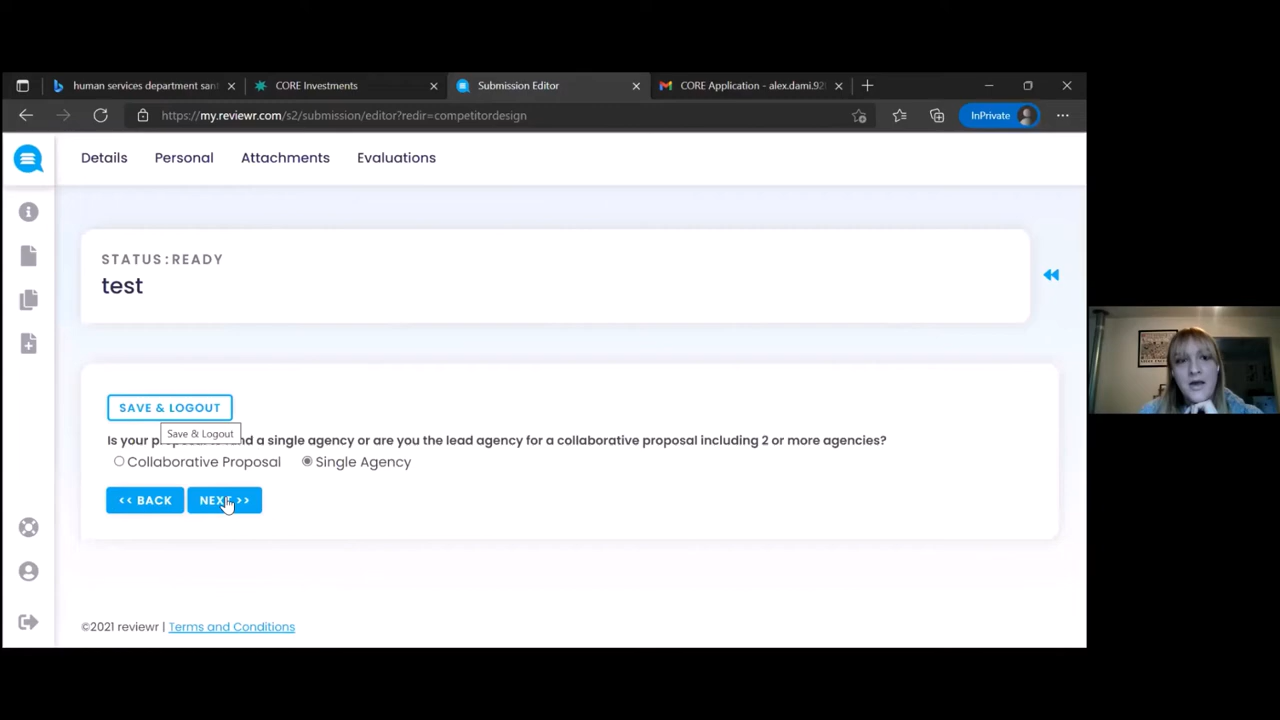 human services department sant
CORE Investments
Submission Editor
CORE Application - alex.dami.92
https://my.reviewr.com/s2/submission/editor?redir=competitordesign
InPrivate
Details
Personal
Attachments
Evaluations
STATUS:READY
test
SAVE & LOGOUT
Save & Logout
Is your a single agency or are you the lead agency for a collaborative proposal including 2 or more agencies?
Collaborative Proposal
Single Agency
<< BACK
NEXT >>
©2021 reviewr | Terms and Conditions